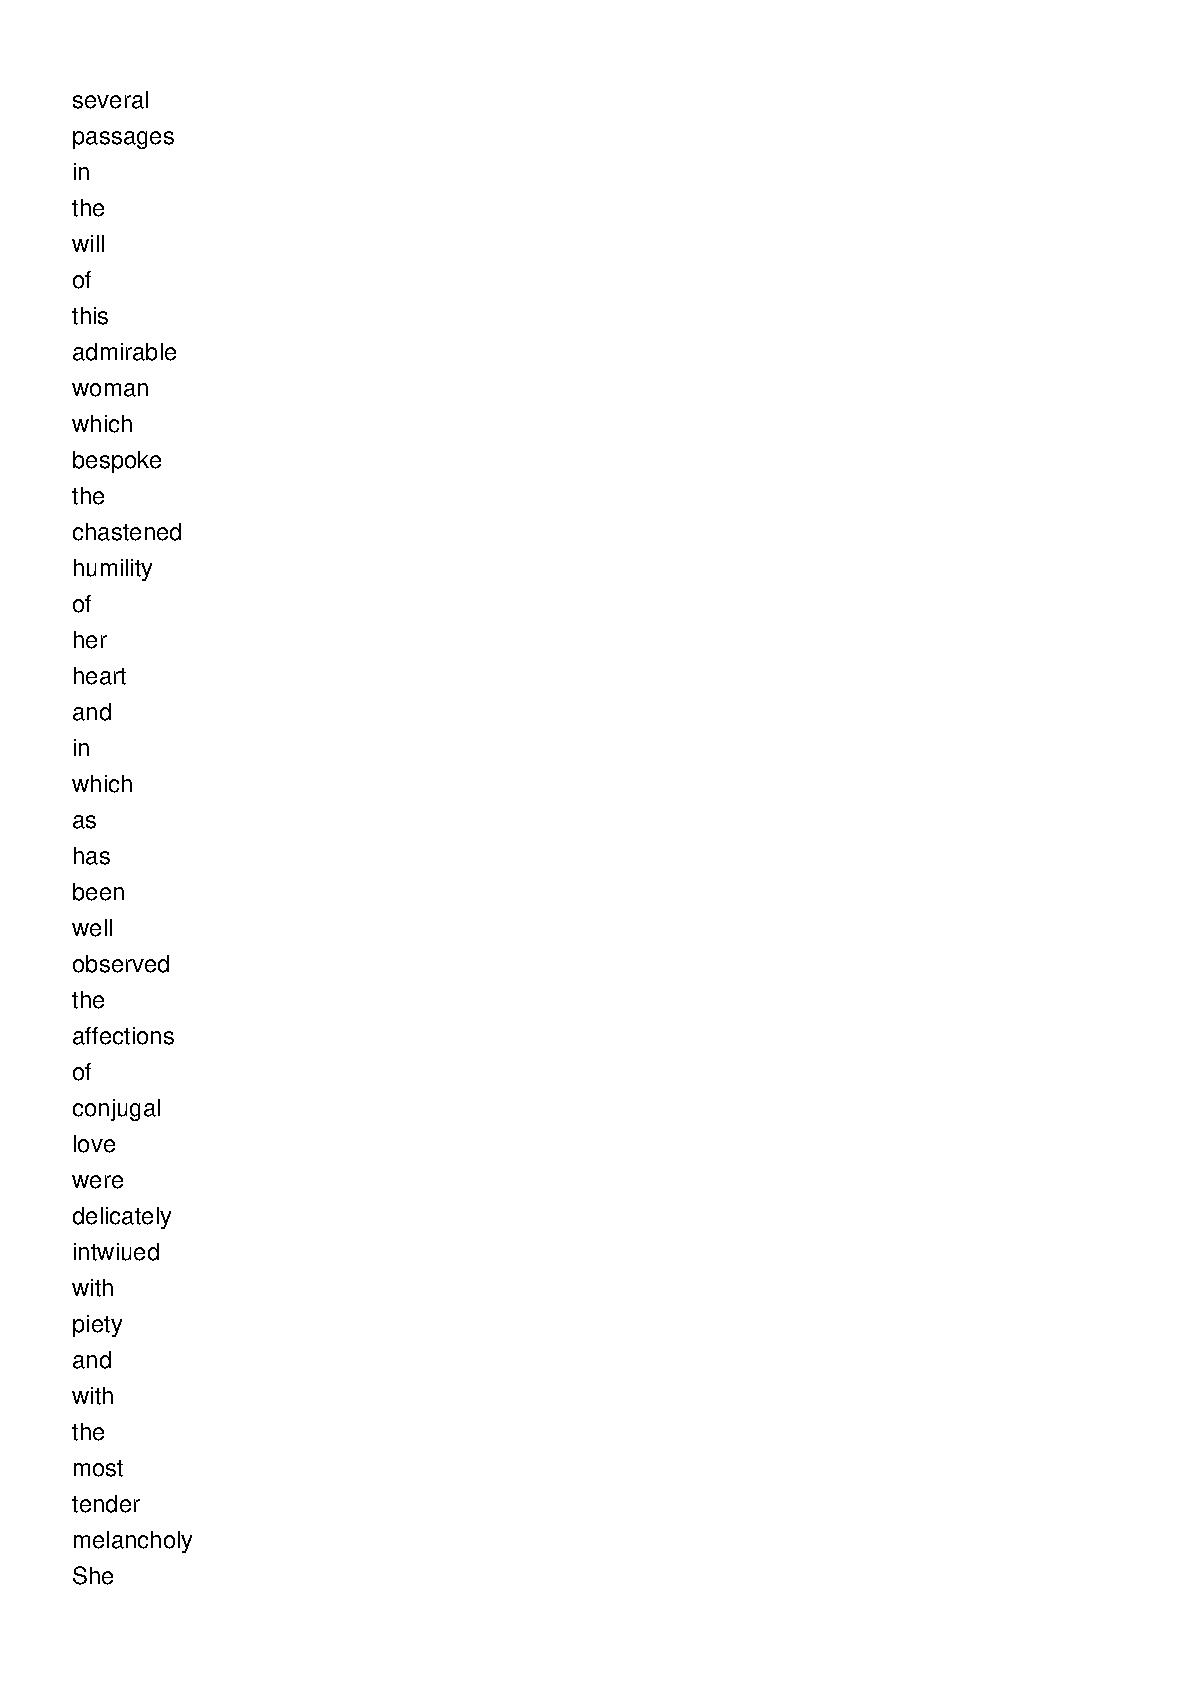 several
passages
in
the
will
of
this
admirable
woman
which
bespoke
the
chastened
humility
of
her
heart
and
in
which
as
has
been
well
observed
the
affections
of
conjugal
love
were
delicately
intwiued
with
piety
and
with
the
most
tender
melancholy
She